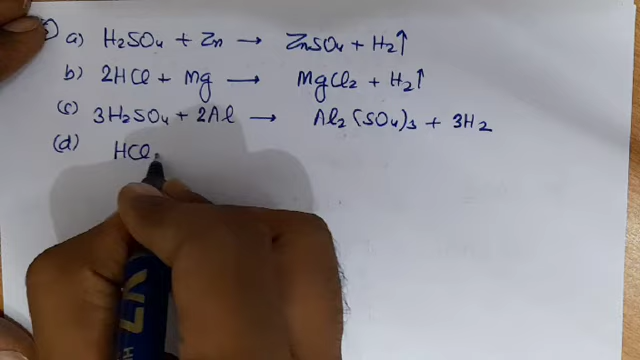 a) H2SO4 + Zn → ZnSO4 + H2↑
b) 2HCl + Mg → MgCl2 + H2↑
(c) 3H2SO4 + 2Al → Al2(SO4)3 + 3H2
(d) HCl